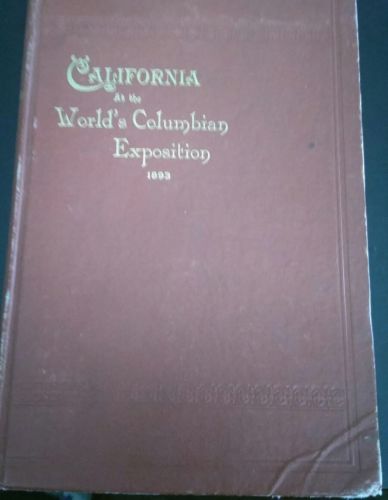 CALIFORNIA
At the
World's Columbian
Exposition
1893